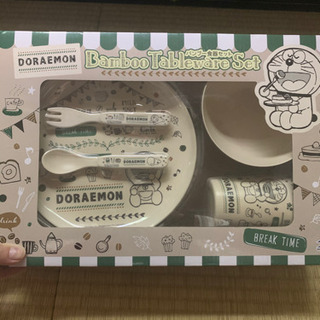 DORAEMON
バンブー食器セット
Bamboo Tableware Set
DORAEMON
DORAEMON
BREAK TIME
drink